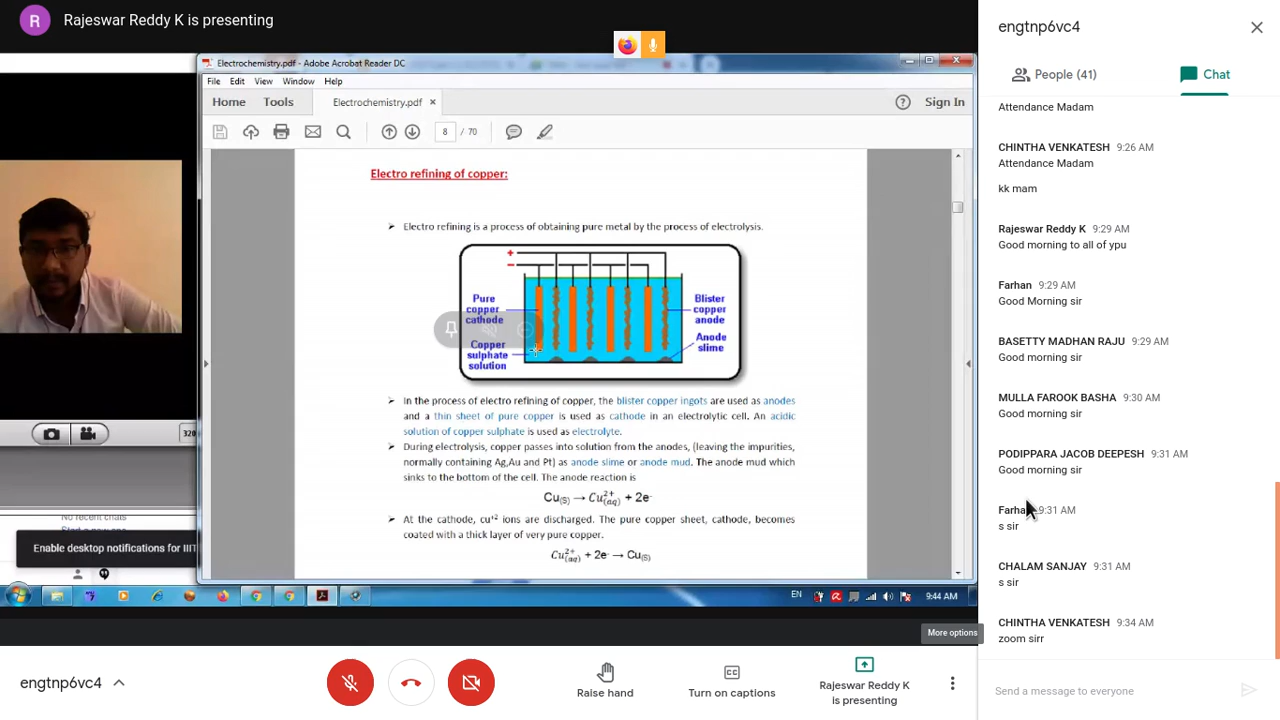 R
Rajeswar Reddy K is presenting
Electrochemistry.pdf - Adobe Acrobat Reader DC
File Edit View Window Help
Home Tools Electrochemistry.pdf × Sign In
8 / 70
Electro refining of copper:
➤ Electro refining is a process of obtaining pure metal by the process of electrolysis.
+
−
Pure
copper
cathode
Copper
sulphate
solution
Blister
copper
anode
Anode
slime
➤ In the process of electro refining of copper, the blister copper ingots are used as anodes
and a thin sheet of pure copper is used as cathode in an electrolytic cell. An acidic
solution of copper sulphate is used as electrolyte.
➤ During electrolysis, copper passes into solution from the anodes, (leaving the impurities,
normally containing Ag,Au and Pt) as anode slime or anode mud. The anode mud which
sinks to the bottom of the cell. The anode reaction is
Cu(S) → Cu²⁺(aq) + 2e⁻
➤ At the cathode, cu⁺² ions are discharged. The pure copper sheet, cathode, becomes
coated with a thick layer of very pure copper.
Cu²⁺(aq) + 2e⁻ → Cu(S)
320
No recent chats
Enable desktop notifications for IIIT
EN 9:44 AM
More options
engtnp6vc4
Raise hand
Turn on captions
Rajeswar Reddy K
is presenting
engtnp6vc4
People (41) Chat
Attendance Madam
CHINTHA VENKATESH 9:26 AM
Attendance Madam
kk mam
Rajeswar Reddy K 9:29 AM
Good morning to all of ypu
Farhan 9:29 AM
Good Morning sir
BASETTY MADHAN RAJU 9:29 AM
Good morning sir
MULLA FAROOK BASHA 9:30 AM
Good morning sir
PODIPPARA JACOB DEEPESH 9:31 AM
Good morning sir
Farhan 9:31 AM
s sir
CHALAM SANJAY 9:31 AM
s sir
CHINTHA VENKATESH 9:34 AM
zoom sirr
Send a message to everyone